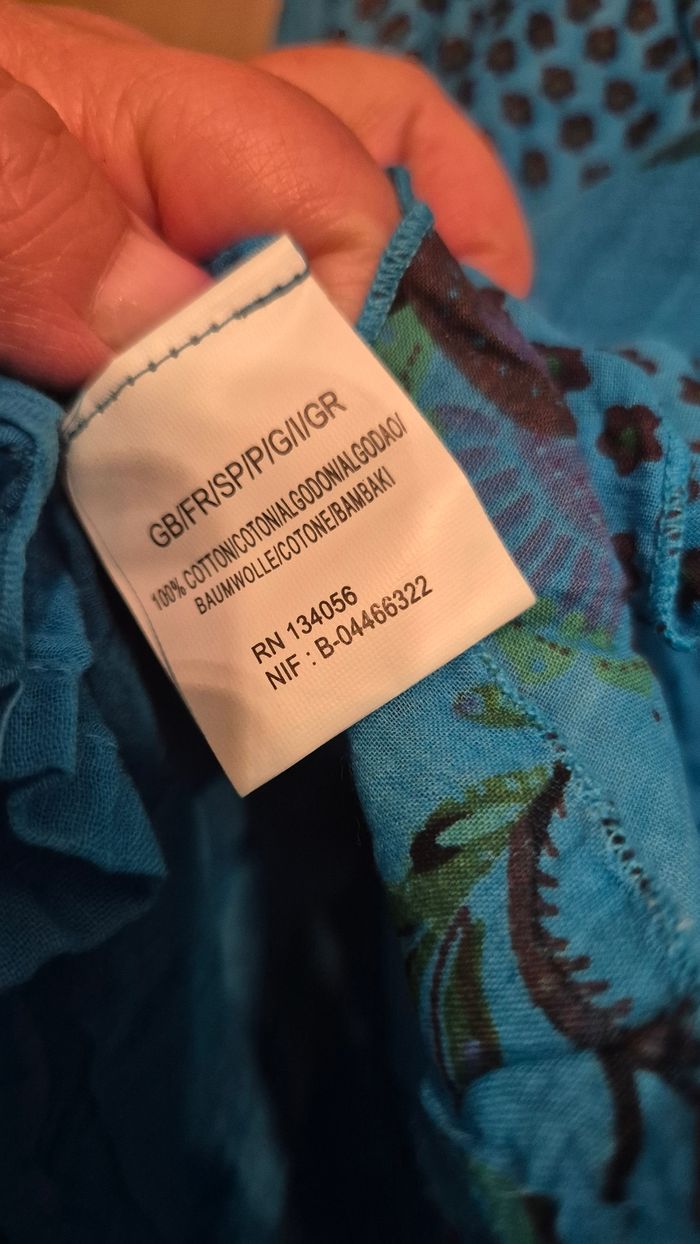 GB/FR/SP/P/G/I/GR
100% COTTON/COTON/ALGODON/ALGODAO/
BAUMWOLLE/COTONE/BAMBAKI
RN 134056
NIF : B-04466322